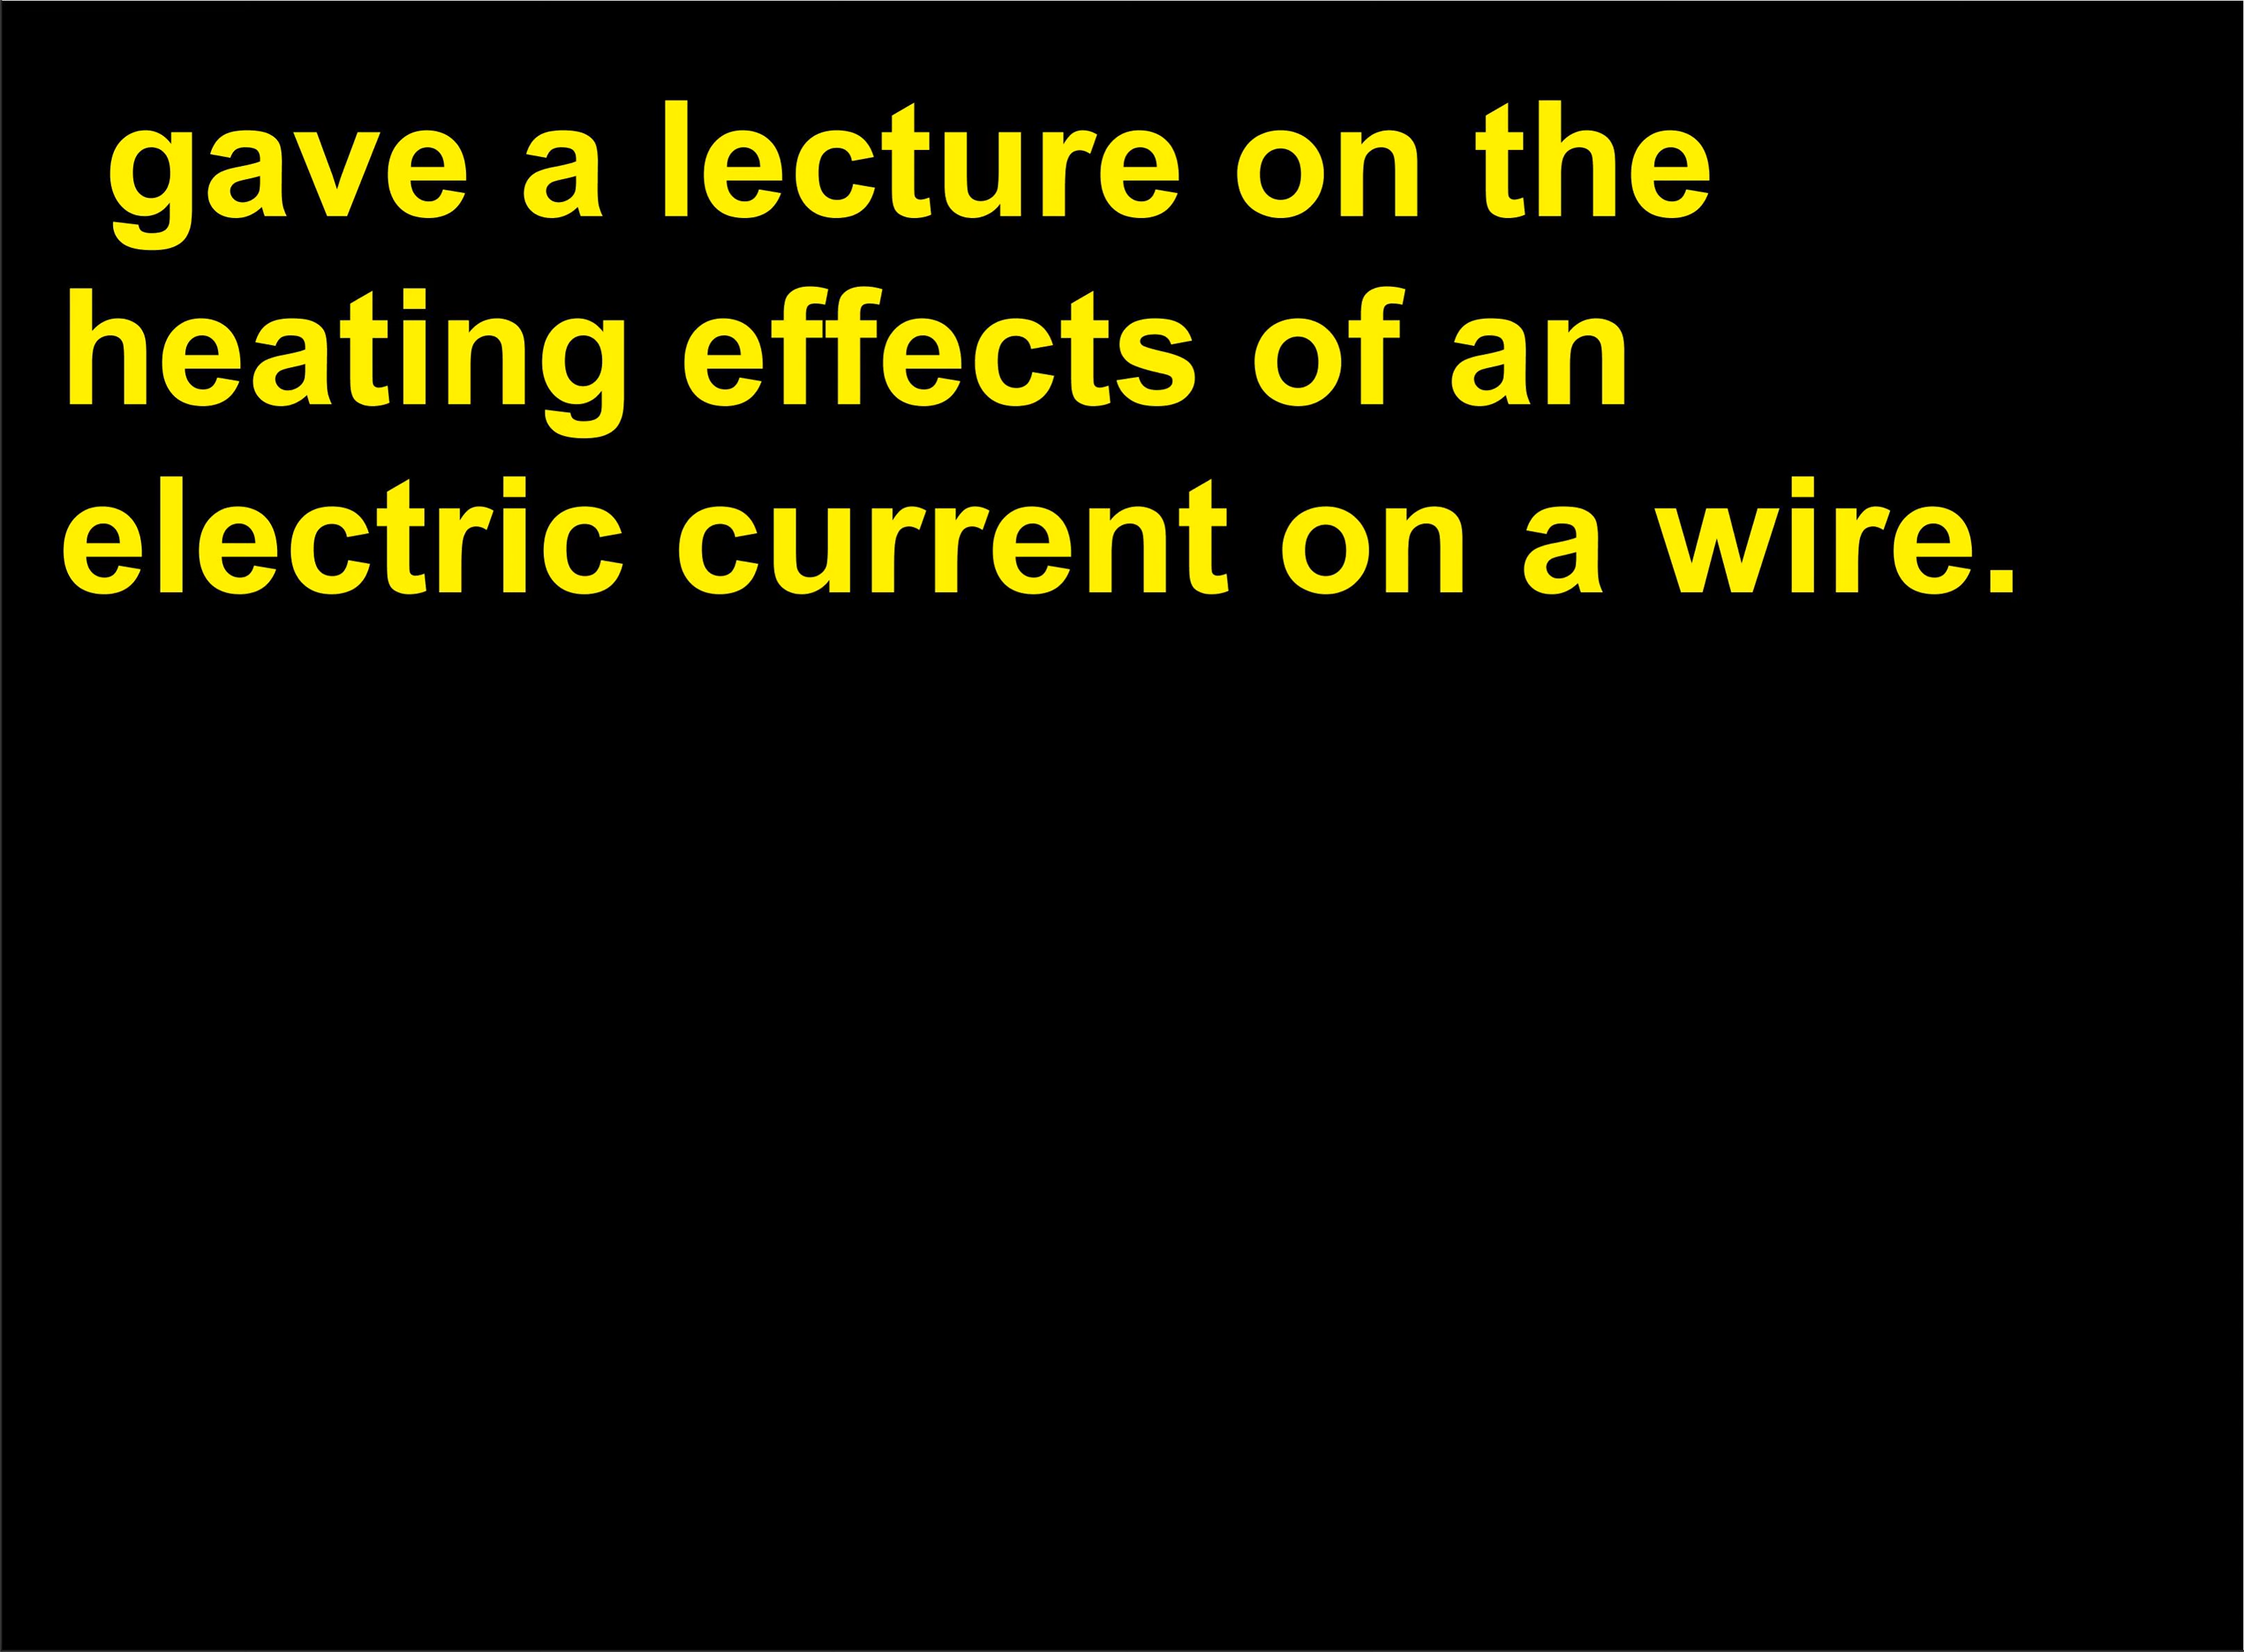 gave a lecture on the
heating effects of an
electric current on a wire.